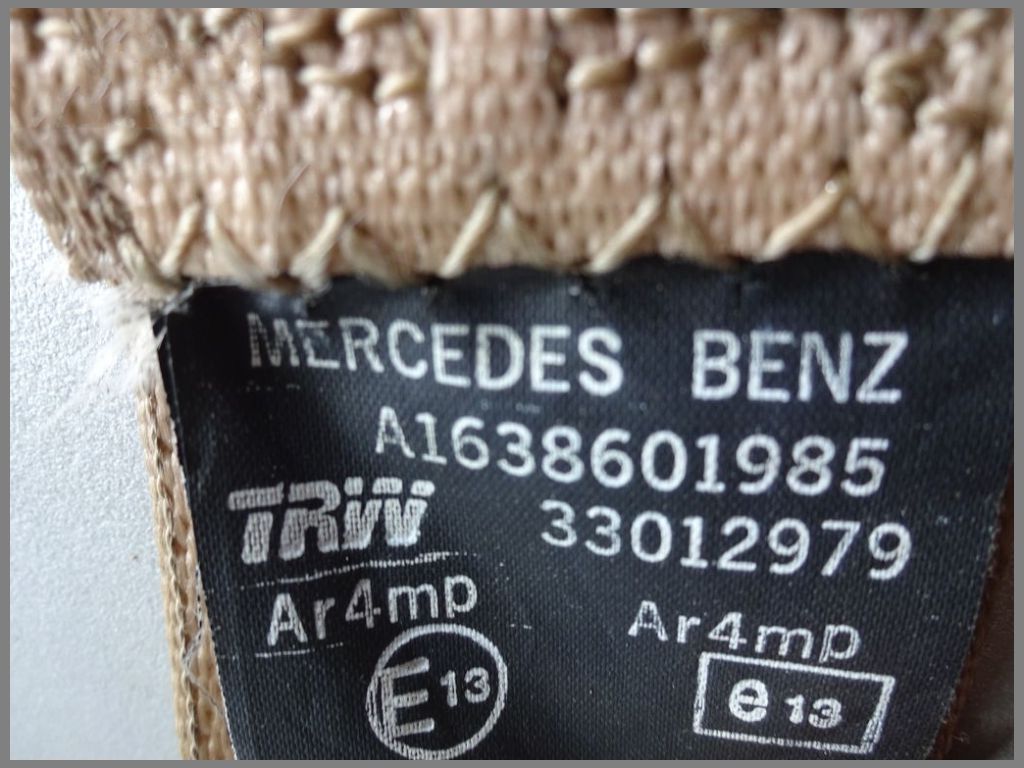 MERCEDES BENZ
A1638601985
TRW 33012979
Ar4mp Ar4mp
E13 e13